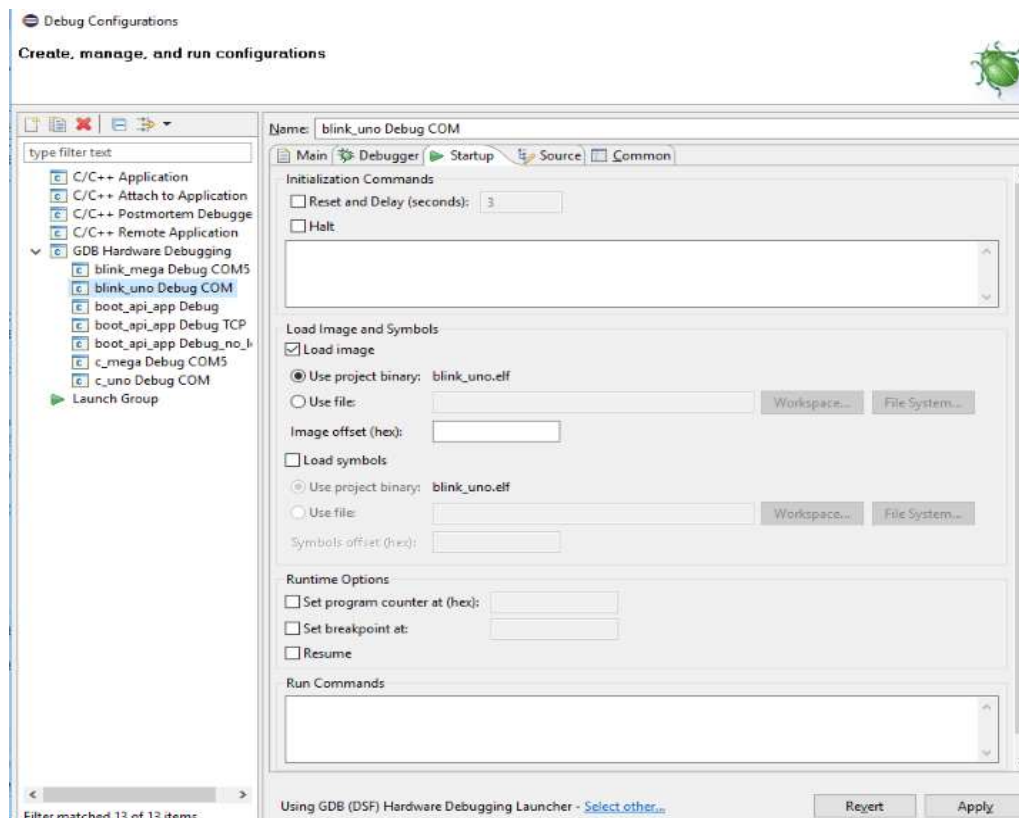 Debug Configurations
Create, manage, and run configurations
type filter text
C/C++ Application
C/C++ Attach to Application
C/C++ Postmortem Debugge
C/C++ Remote Application
GDB Hardware Debugging
blink_mega Debug COM5
blink_uno Debug COM
boot_api_app Debug
boot_api_app Debug TCP
boot_api_app Debug_no_l
c_mega Debug COM5
c_uno Debug COM
Launch Group
Filter matched 13 of 13 items
Name: blink_uno Debug COM
Main Debugger Startup Source Common
Initialization Commands
Reset and Delay (seconds): 3
Halt
Load Image and Symbols
Load image
Use project binary: blink_uno.elf
Use file: Workspace... File System...
Image offset (hex):
Load symbols
Use project binary: blink_uno.elf
Use file: Workspace... File System...
Symbols offset (hex):
Runtime Options
Set program counter at (hex):
Set breakpoint at:
Resume
Run Commands
Using GDB (DSF) Hardware Debugging Launcher - Select other...
Revert Apply